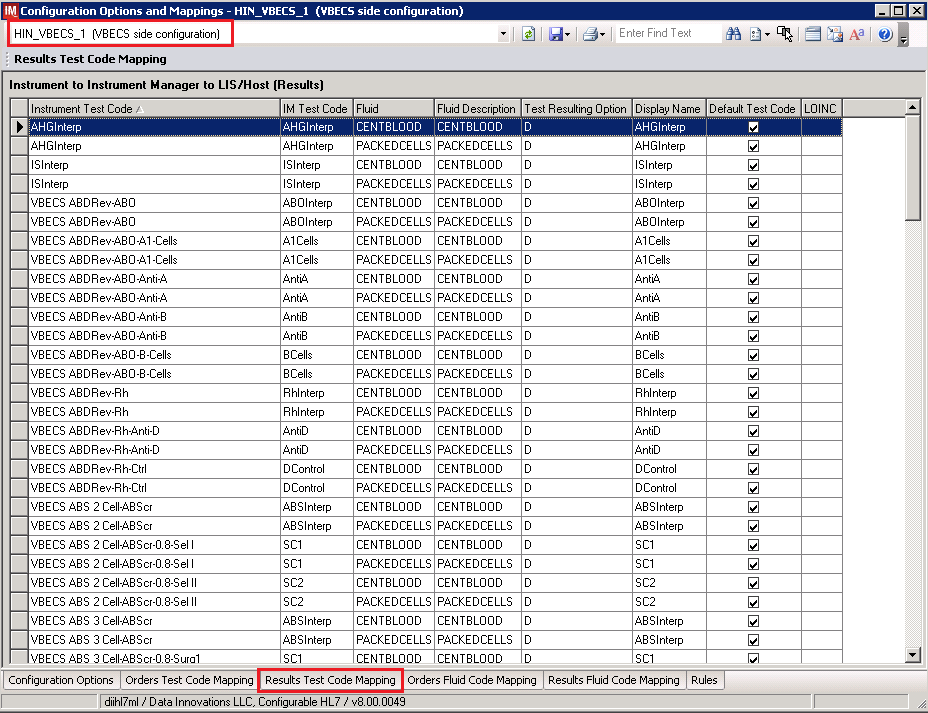 IM Configuration Options and Mappings - HIN_VBECS_1 (VBECS side configuration)
HIN_VBECS_1 (VBECS side configuration) Enter Find Text
Results Test Code Mapping
Instrument to Instrument Manager to LIS/Host (Results)
Instrument Test Code IM Test Code Fluid Fluid Description Test Resulting Option Display Name Default Test Code LOINC
AHGInterp AHGInterp CENTBLOOD CENTBLOOD D AHGInterp
AHGInterp AHGInterp PACKEDCELLS PACKEDCELLS D AHGInterp
ISInterp ISInterp CENTBLOOD CENTBLOOD D ISInterp
ISInterp ISInterp PACKEDCELLS PACKEDCELLS D ISInterp
VBECS ABDRev-ABO ABOInterp CENTBLOOD CENTBLOOD D ABOInterp
VBECS ABDRev-ABO ABOInterp PACKEDCELLS PACKEDCELLS D ABOInterp
VBECS ABDRev-ABO-A1-Cells A1Cells CENTBLOOD CENTBLOOD D A1Cells
VBECS ABDRev-ABO-A1-Cells A1Cells PACKEDCELLS PACKEDCELLS D A1Cells
VBECS ABDRev-ABO-Anti-A AntiA CENTBLOOD CENTBLOOD D AntiA
VBECS ABDRev-ABO-Anti-A AntiA PACKEDCELLS PACKEDCELLS D AntiA
VBECS ABDRev-ABO-Anti-B AntiB CENTBLOOD CENTBLOOD D AntiB
VBECS ABDRev-ABO-Anti-B AntiB PACKEDCELLS PACKEDCELLS D AntiB
VBECS ABDRev-ABO-B-Cells BCells CENTBLOOD CENTBLOOD D BCells
VBECS ABDRev-ABO-B-Cells BCells PACKEDCELLS PACKEDCELLS D BCells
VBECS ABDRev-Rh RhInterp CENTBLOOD CENTBLOOD D RhInterp
VBECS ABDRev-Rh RhInterp PACKEDCELLS PACKEDCELLS D RhInterp
VBECS ABDRev-Rh-Anti-D AntiD CENTBLOOD CENTBLOOD D AntiD
VBECS ABDRev-Rh-Anti-D AntiD PACKEDCELLS PACKEDCELLS D AntiD
VBECS ABDRev-Rh-Ctrl DControl CENTBLOOD CENTBLOOD D DControl
VBECS ABDRev-Rh-Ctrl DControl PACKEDCELLS PACKEDCELLS D DControl
VBECS ABS 2 Cell-ABScr ABSInterp CENTBLOOD CENTBLOOD D ABSInterp
VBECS ABS 2 Cell-ABScr ABSInterp PACKEDCELLS PACKEDCELLS D ABSInterp
VBECS ABS 2 Cell-ABScr-0.8-Sel I SC1 CENTBLOOD CENTBLOOD D SC1
VBECS ABS 2 Cell-ABScr-0.8-Sel I SC1 PACKEDCELLS PACKEDCELLS D SC1
VBECS ABS 2 Cell-ABScr-0.8-Sel II SC2 CENTBLOOD CENTBLOOD D SC2
VBECS ABS 2 Cell-ABScr-0.8-Sel II SC2 PACKEDCELLS PACKEDCELLS D SC2
VBECS ABS 3 Cell-ABScr ABSInterp CENTBLOOD CENTBLOOD D ABSInterp
VBECS ABS 3 Cell-ABScr ABSInterp PACKEDCELLS PACKEDCELLS D ABSInterp
VBECS ABS 3 Cell-ABScr-0.8-Surg1 SC1 CENTBLOOD CENTBLOOD D SC1
Configuration Options Orders Test Code Mapping Results Test Code Mapping Orders Fluid Code Mapping Results Fluid Code Mapping Rules
diihl7ml / Data Innovations LLC, Configurable HL7 / v8.00.0049